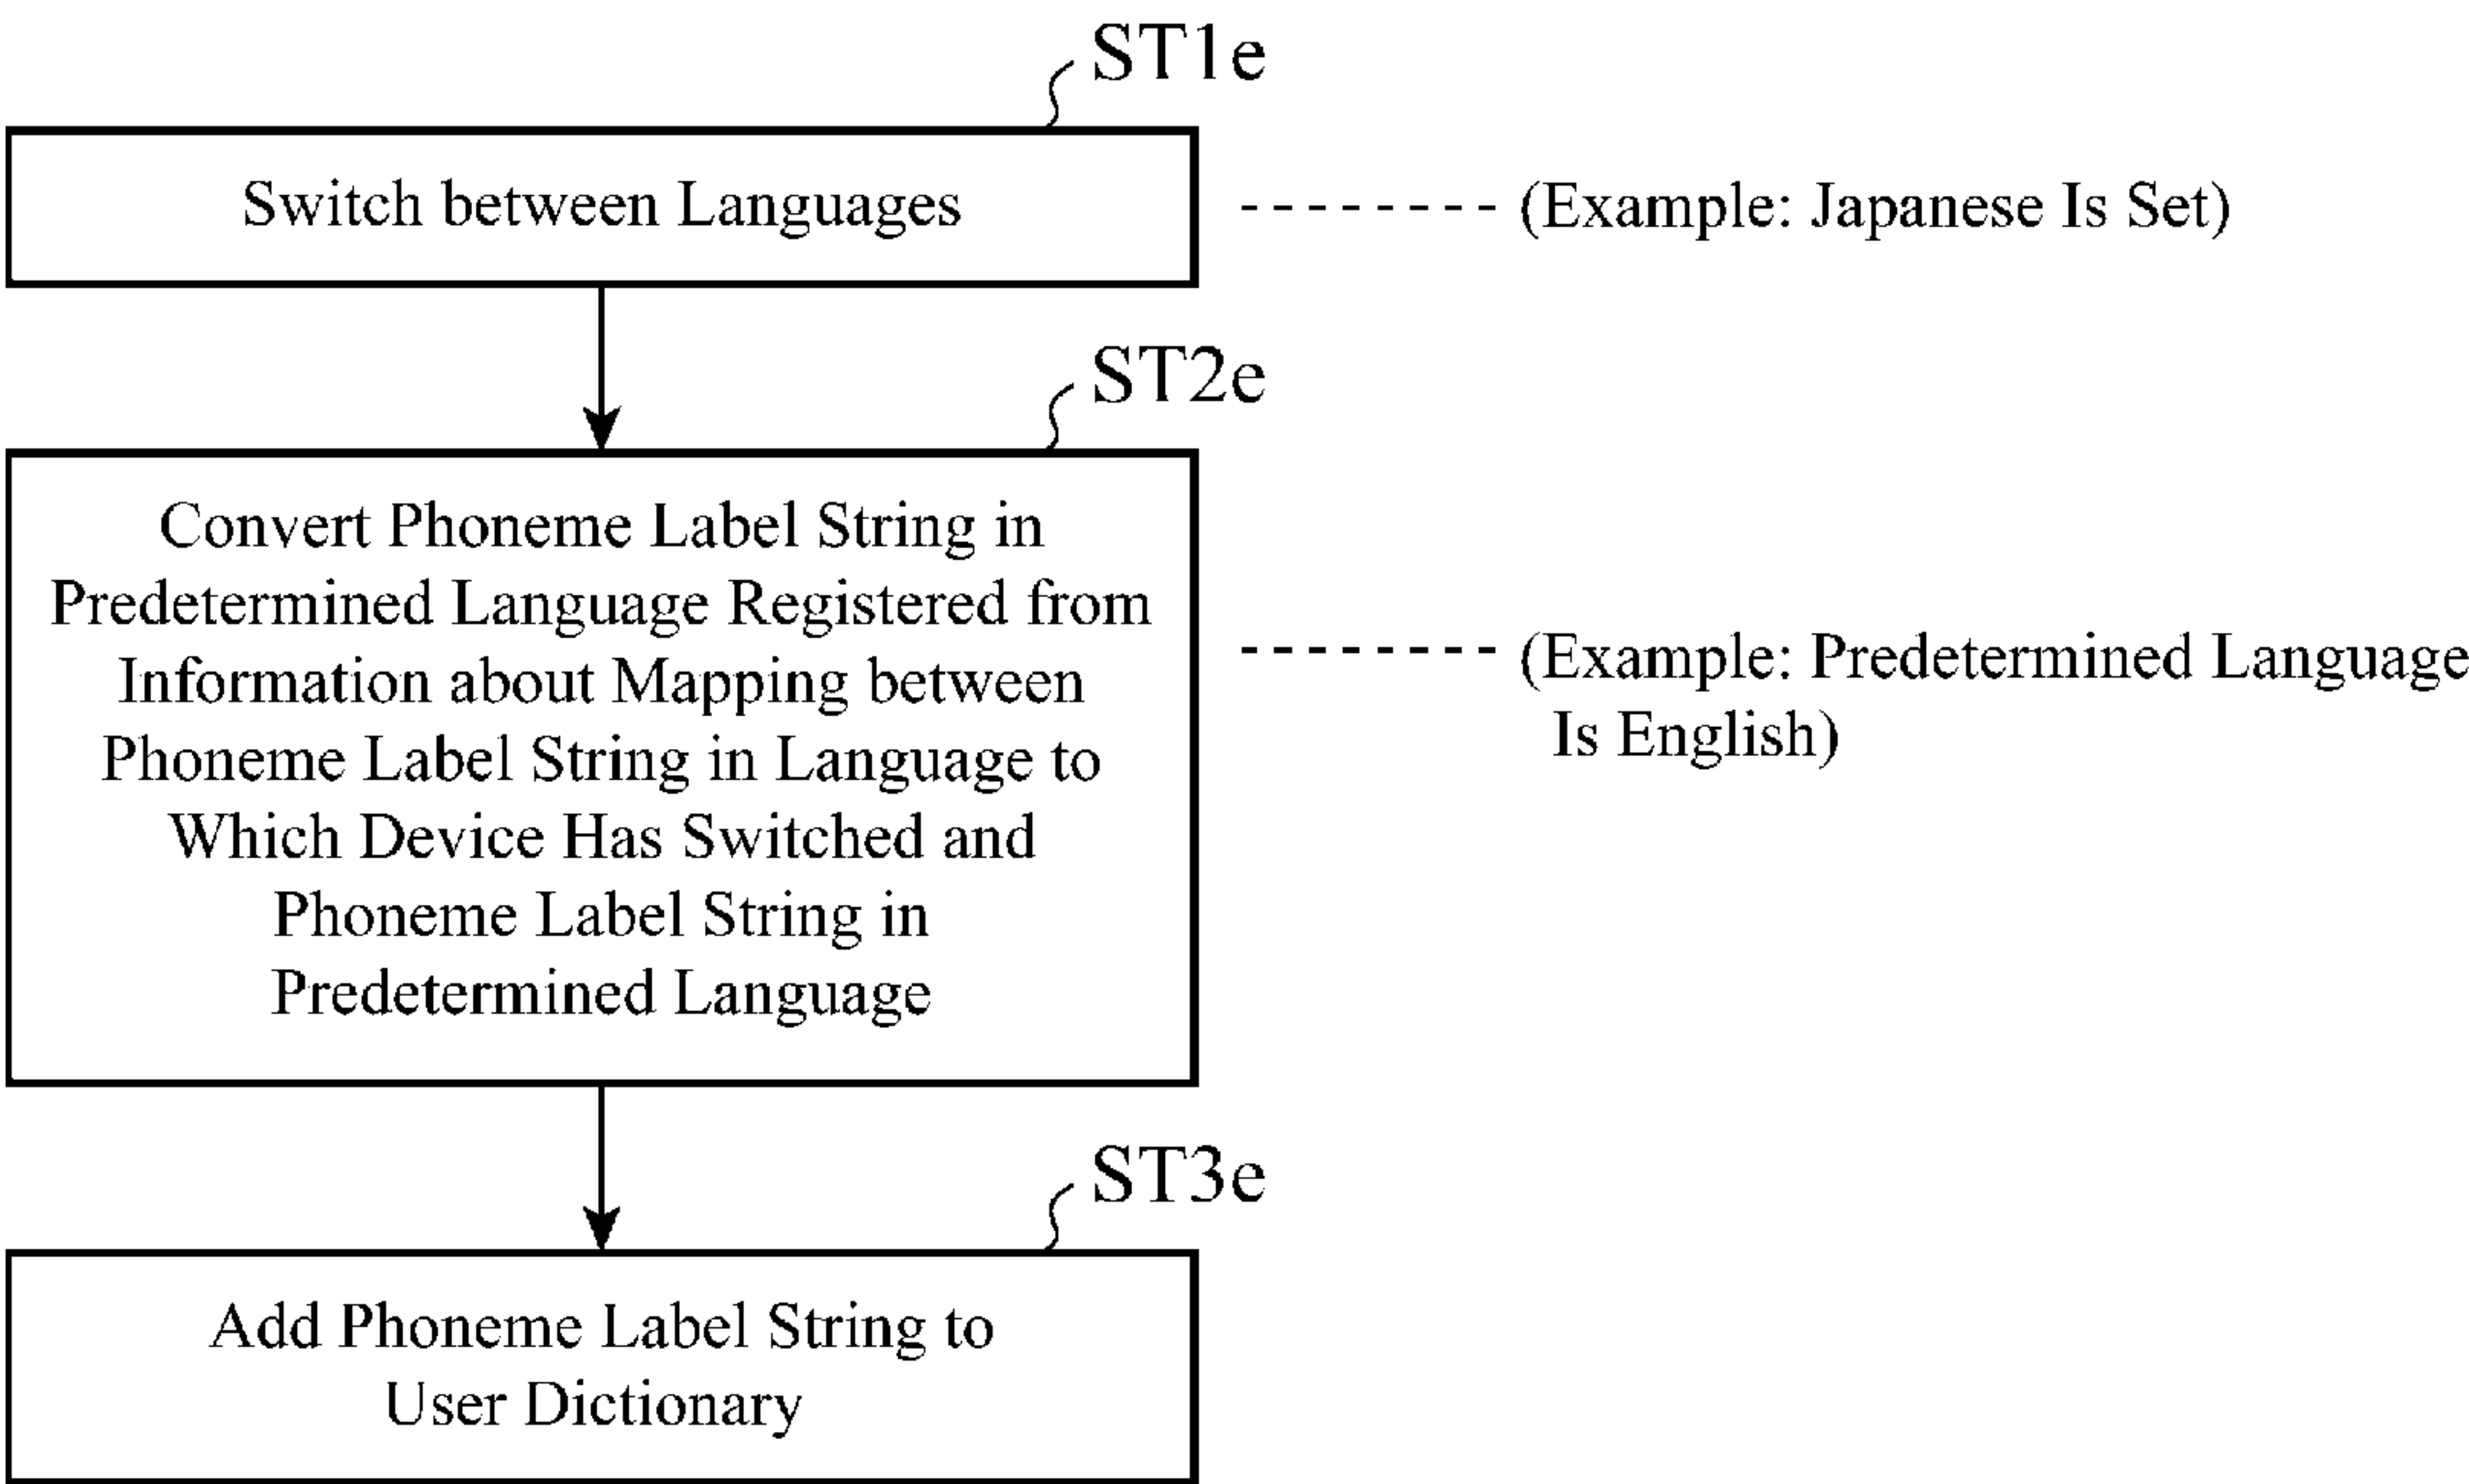 ST1e
Switch between Languages
(Example: Japanese Is Set)
ST2e
Convert Phoneme Label String in
Predetermined Language Registered from
Information about Mapping between
Phoneme Label String in Language to
Which Device Has Switched and
Phoneme Label String in
Predetermined Language
(Example: Predetermined Language
Is English)
ST3e
Add Phoneme Label String to
User Dictionary